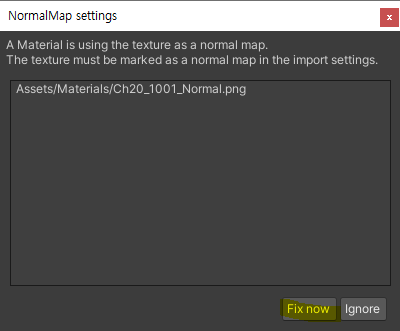 NormalMap settings
x
A Material is using the texture as a normal map.
The texture must be marked as a normal map in the import settings.
Assets/Materials/Ch20_1001_Normal.png
Fix now
Ignore